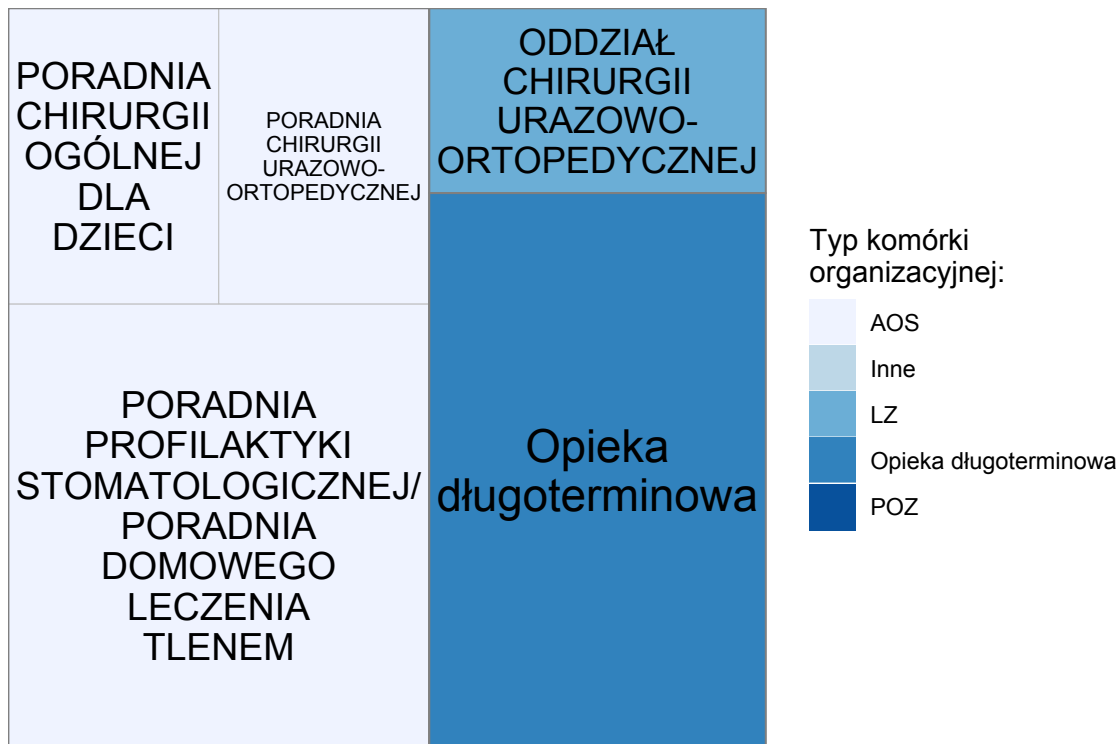 PORADNIA
CHIRURGII
OGÓLNEJ
DLA
DZIECI
PORADNIA
CHIRURGII
URAZOWO-
ORTOPEDYCZNEJ
ODDZIAŁ
CHIRURGII
URAZOWO-
ORTOPEDYCZNEJ
PORADNIA
PROFILAKTYKI
STOMATOLOGICZNEJ/
PORADNIA
DOMOWEGO
LECZENIA
TLENEM
Opieka
długoterminowa
Typ komórki
organizacyjnej:
AOS
Inne
LZ
Opieka długoterminowa
POZ